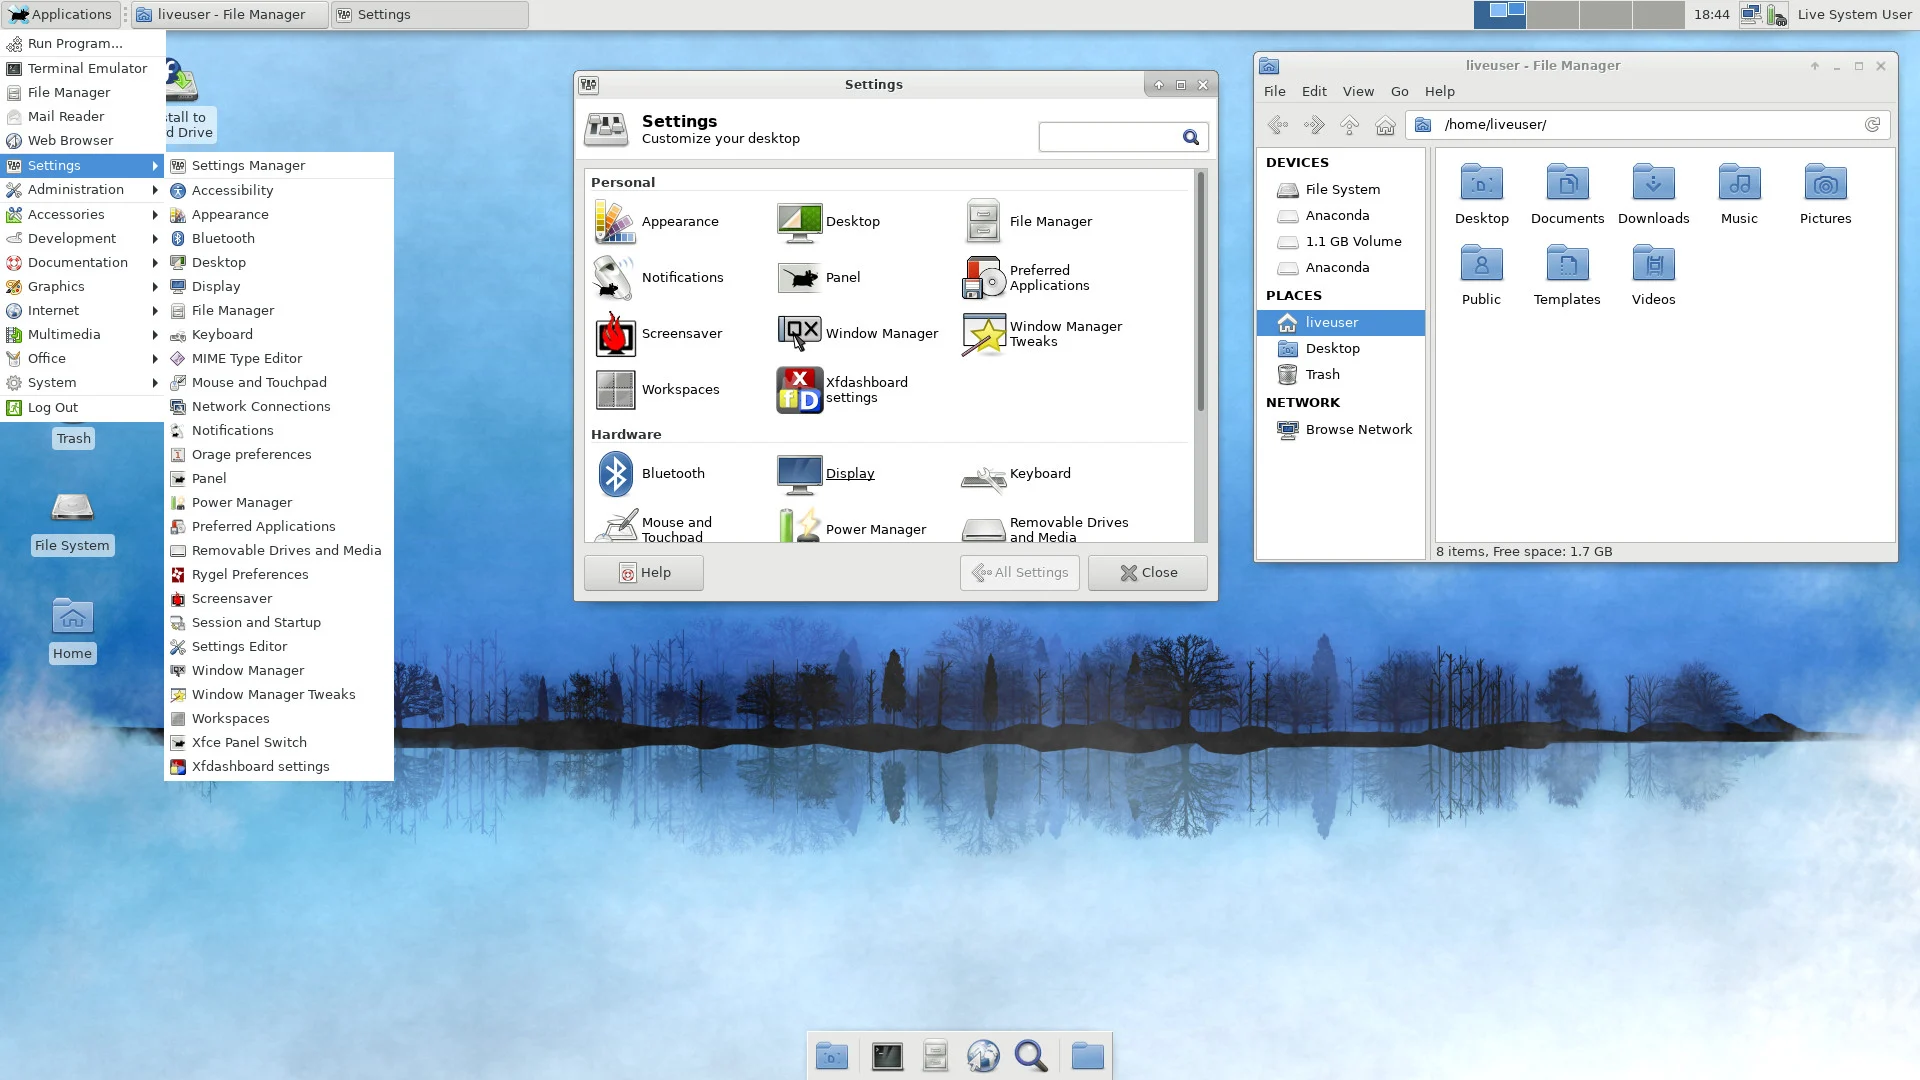 Applications
liveuser - File Manager
Settings
18:44
Live System User
Run Program...
Terminal Emulator
File Manager
Mail Reader
Web Browser
Settings
Administration
Accessories
Development
Documentation
Graphics
Internet
Multimedia
Office
System
Log Out
Settings Manager
Accessibility
Appearance
Bluetooth
Desktop
Display
File Manager
Keyboard
MIME Type Editor
Mouse and Touchpad
Network Connections
Notifications
Orage preferences
Panel
Power Manager
Preferred Applications
Removable Drives and Media
Rygel Preferences
Screensaver
Session and Startup
Settings Editor
Window Manager
Window Manager Tweaks
Workspaces
Xfce Panel Switch
Xfdashboard settings
stall to
d Drive
Trash
File System
Home
Settings
Settings
Customize your desktop
Personal
Appearance
Desktop
File Manager
Notifications
Panel
Preferred
Applications
Screensaver
Window Manager
Window Manager
Tweaks
Workspaces
Xfdashboard
settings
Hardware
Bluetooth
Display
Keyboard
Mouse and
Touchpad
Power Manager
Removable Drives
and Media
Help
All Settings
Close
liveuser - File Manager
File Edit View Go Help
/home/liveuser/
DEVICES
File System
Anaconda
1.1 GB Volume
Anaconda
PLACES
liveuser
Desktop
Trash
NETWORK
Browse Network
Desktop
Documents
Downloads
Music
Pictures
Public
Templates
Videos
8 items, Free space: 1.7 GB